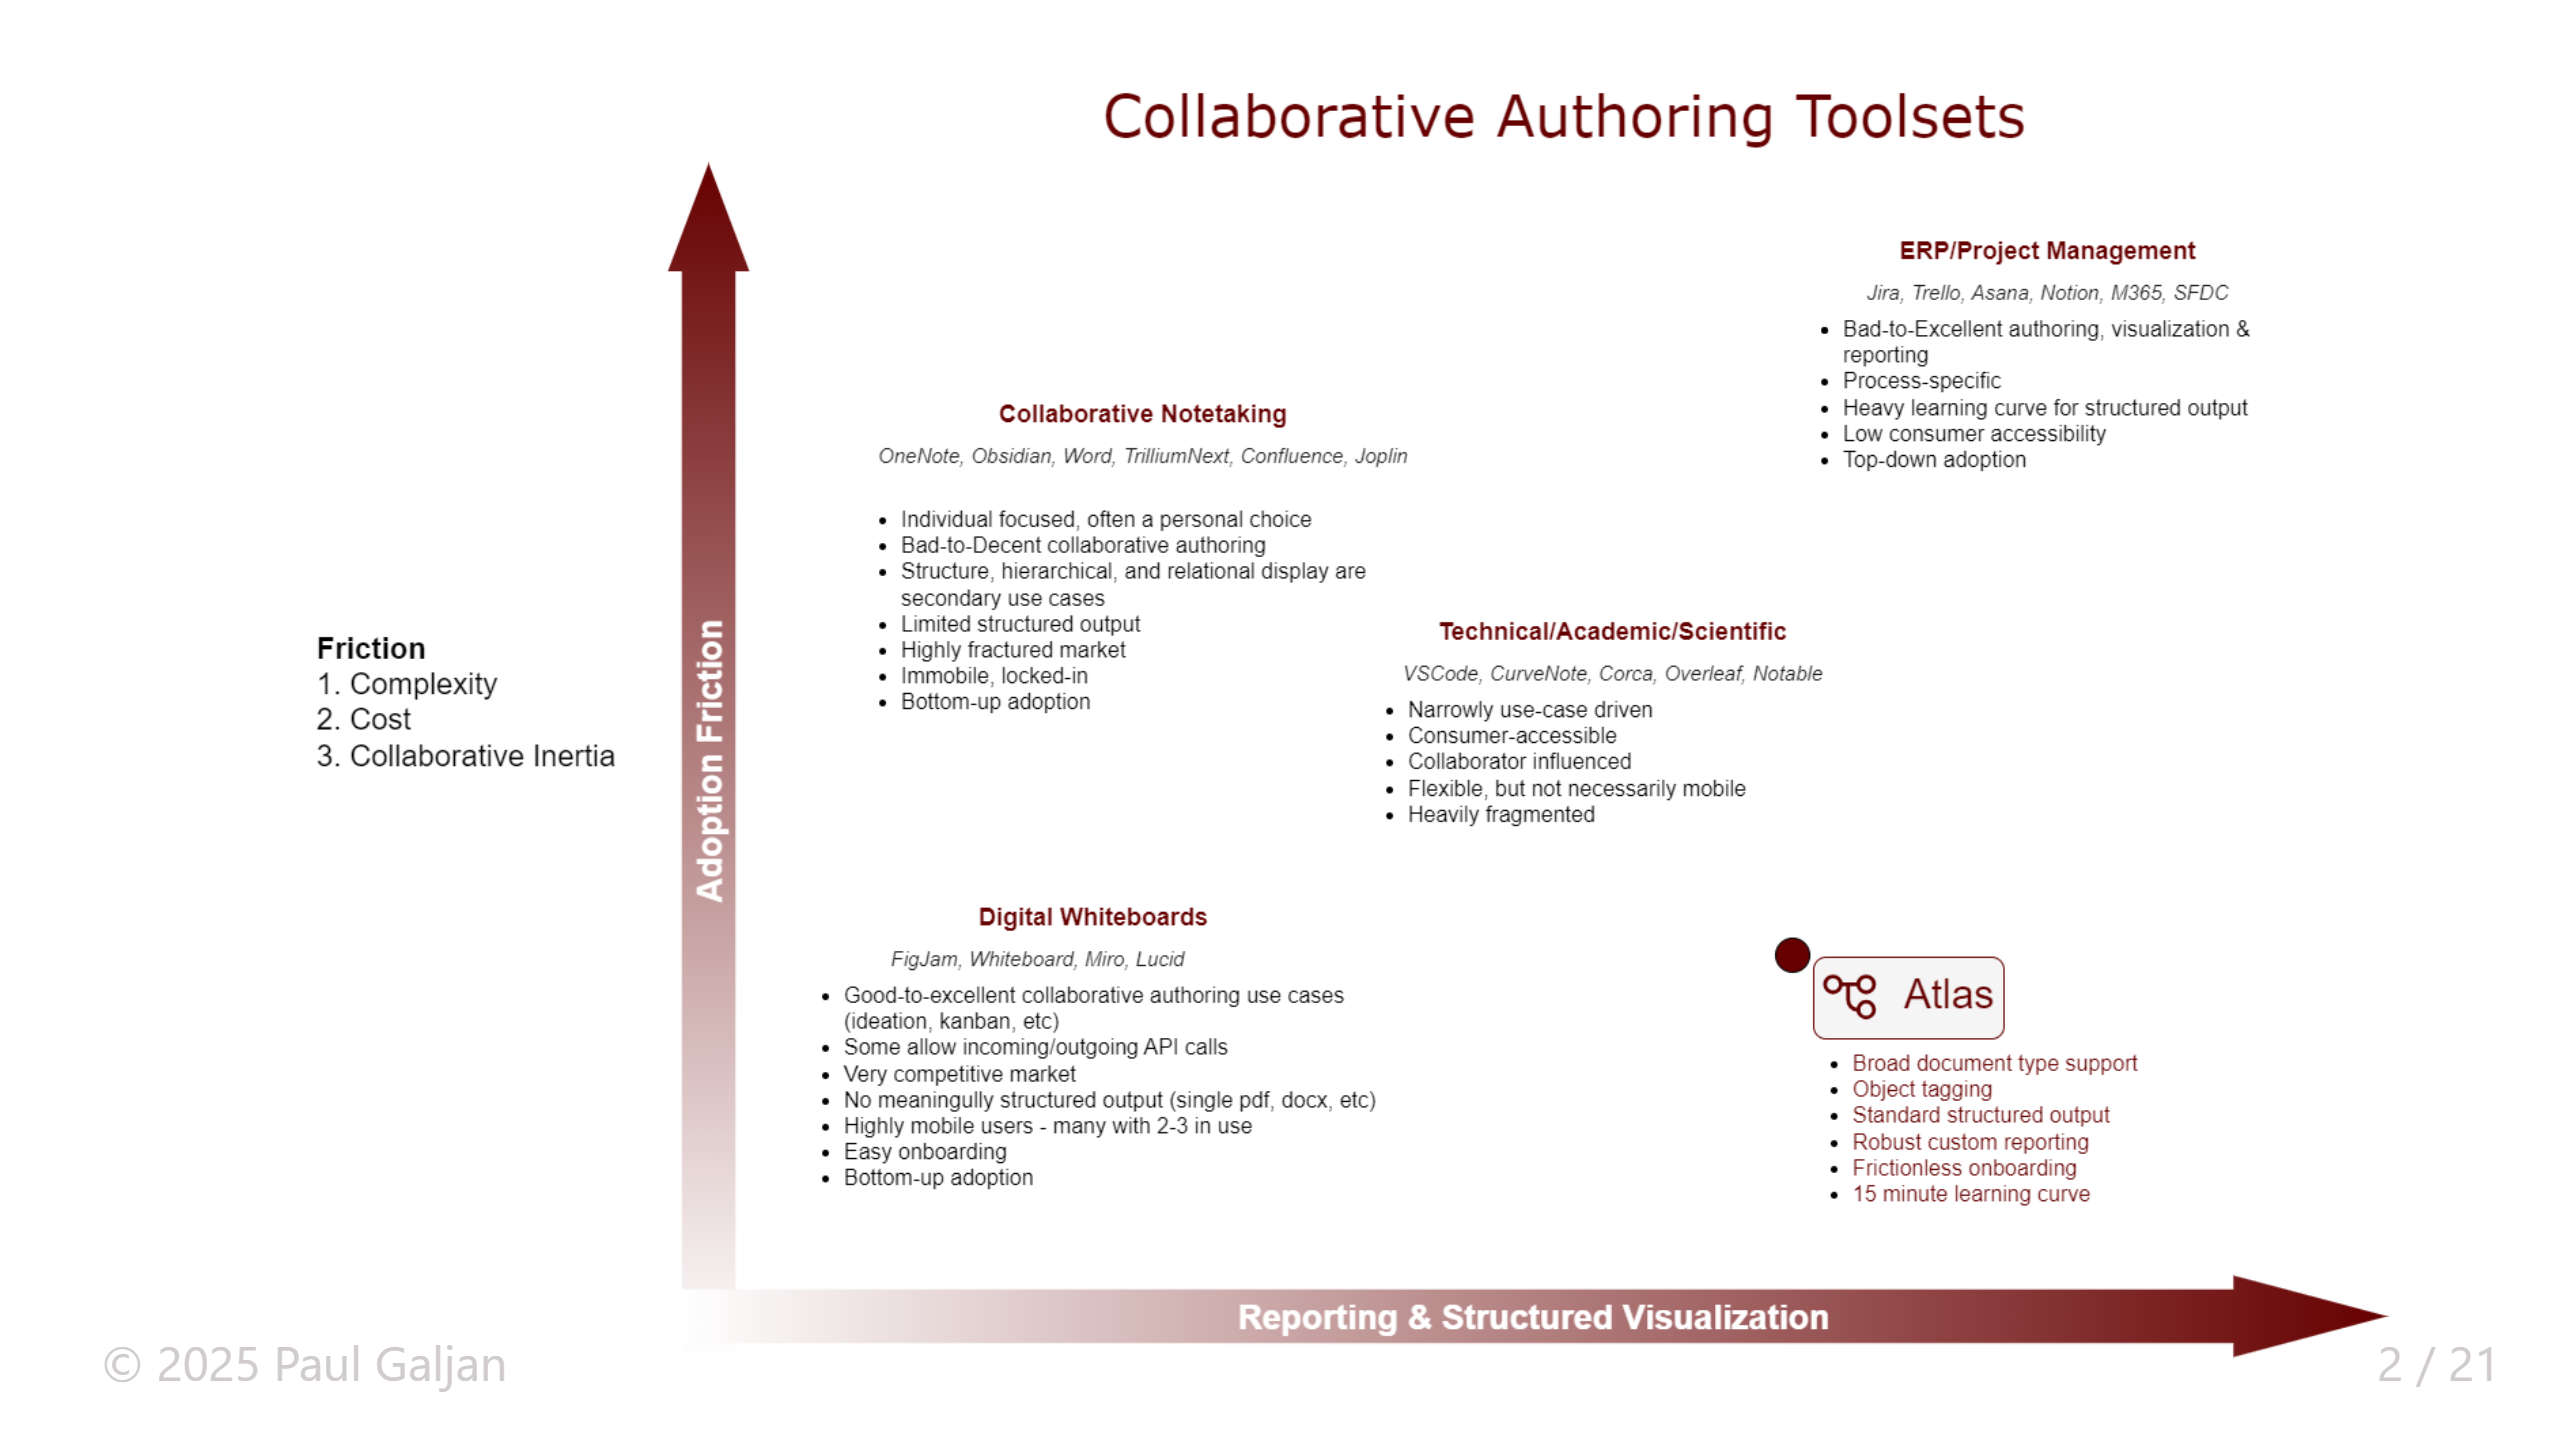 Collaborative Authoring Toolsets
ERP/Project Management
Jira, Trello, Asana, Notion, M365, SFDC
• Bad-to-Excellent authoring, visualization &
reporting
• Process-specific
• Heavy learning curve for structured output
• Low consumer accessibility
• Top-down adoption
Collaborative Notetaking
OneNote, Obsidian, Word, TrilliumNext, Confluence, Joplin
• Individual focused, often a personal choice
• Bad-to-Decent collaborative authoring
• Structure, hierarchical, and relational display are
secondary use cases
• Limited structured output
• Highly fractured market
• Immobile, locked-in
• Bottom-up adoption
Technical/Academic/Scientific
VSCode, CurveNote, Corca, Overleaf, Notable
• Narrowly use-case driven
• Consumer-accessible
• Collaborator influenced
• Flexible, but not necessarily mobile
• Heavily fragmented
Friction
1. Complexity
2. Cost
3. Collaborative Inertia
Adoption Friction
Digital Whiteboards
FigJam, Whiteboard, Miro, Lucid
• Good-to-excellent collaborative authoring use cases
(ideation, kanban, etc)
• Some allow incoming/outgoing API calls
• Very competitive market
• No meaningully structured output (single pdf, docx, etc)
• Highly mobile users - many with 2-3 in use
• Easy onboarding
• Bottom-up adoption
Atlas
• Broad document type support
• Object tagging
• Standard structured output
• Robust custom reporting
• Frictionless onboarding
• 15 minute learning curve
Reporting & Structured Visualization
© 2025 Paul Galjan
2 / 21